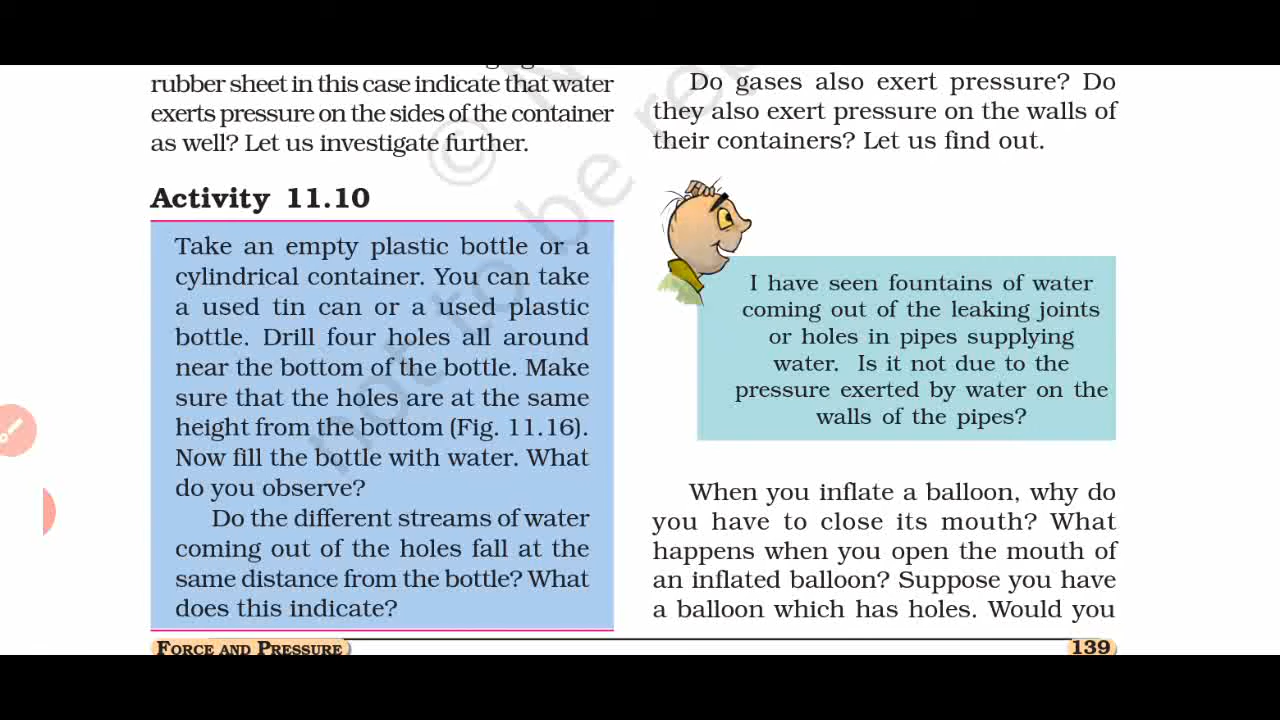 rubber sheet in this case indicate that water
exerts pressure on the sides of the container
as well? Let us investigate further.
Activity 11.10
Take an empty plastic bottle or a
cylindrical container. You can take
a used tin can or a used plastic
bottle. Drill four holes all around
near the bottom of the bottle. Make
sure that the holes are at the same
height from the bottom (Fig. 11.16).
Now fill the bottle with water. What
do you observe?
Do the different streams of water
coming out of the holes fall at the
same distance from the bottle? What
does this indicate?
Do gases also exert pressure? Do
they also exert pressure on the walls of
their containers? Let us find out.
I have seen fountains of water
coming out of the leaking joints
or holes in pipes supplying
water. Is it not due to the
pressure exerted by water on the
walls of the pipes?
When you inflate a balloon, why do
you have to close its mouth? What
happens when you open the mouth of
an inflated balloon? Suppose you have
a balloon which has holes. Would you
FORCE AND PRESSURE
139
© N
not to be re